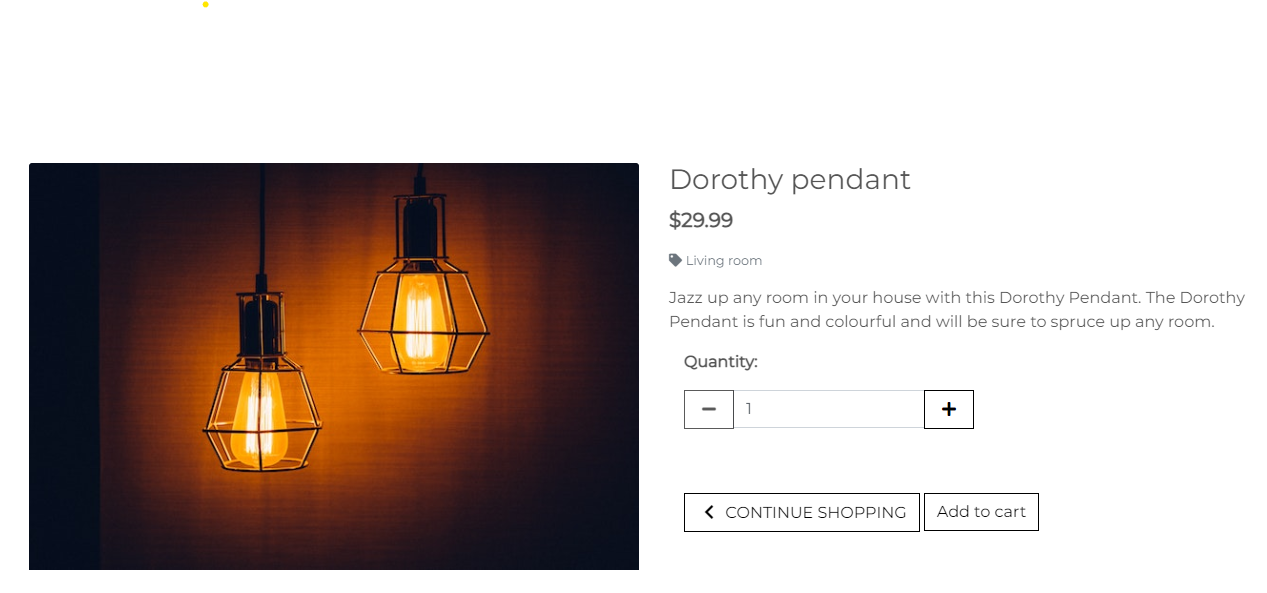 Dorothy pendant
$29.99
Living room
Jazz up any room in your house with this Dorothy Pendant. The Dorothy
Pendant is fun and colourful and will be sure to spruce up any room.
Quantity:
1
CONTINUE SHOPPING Add to cart